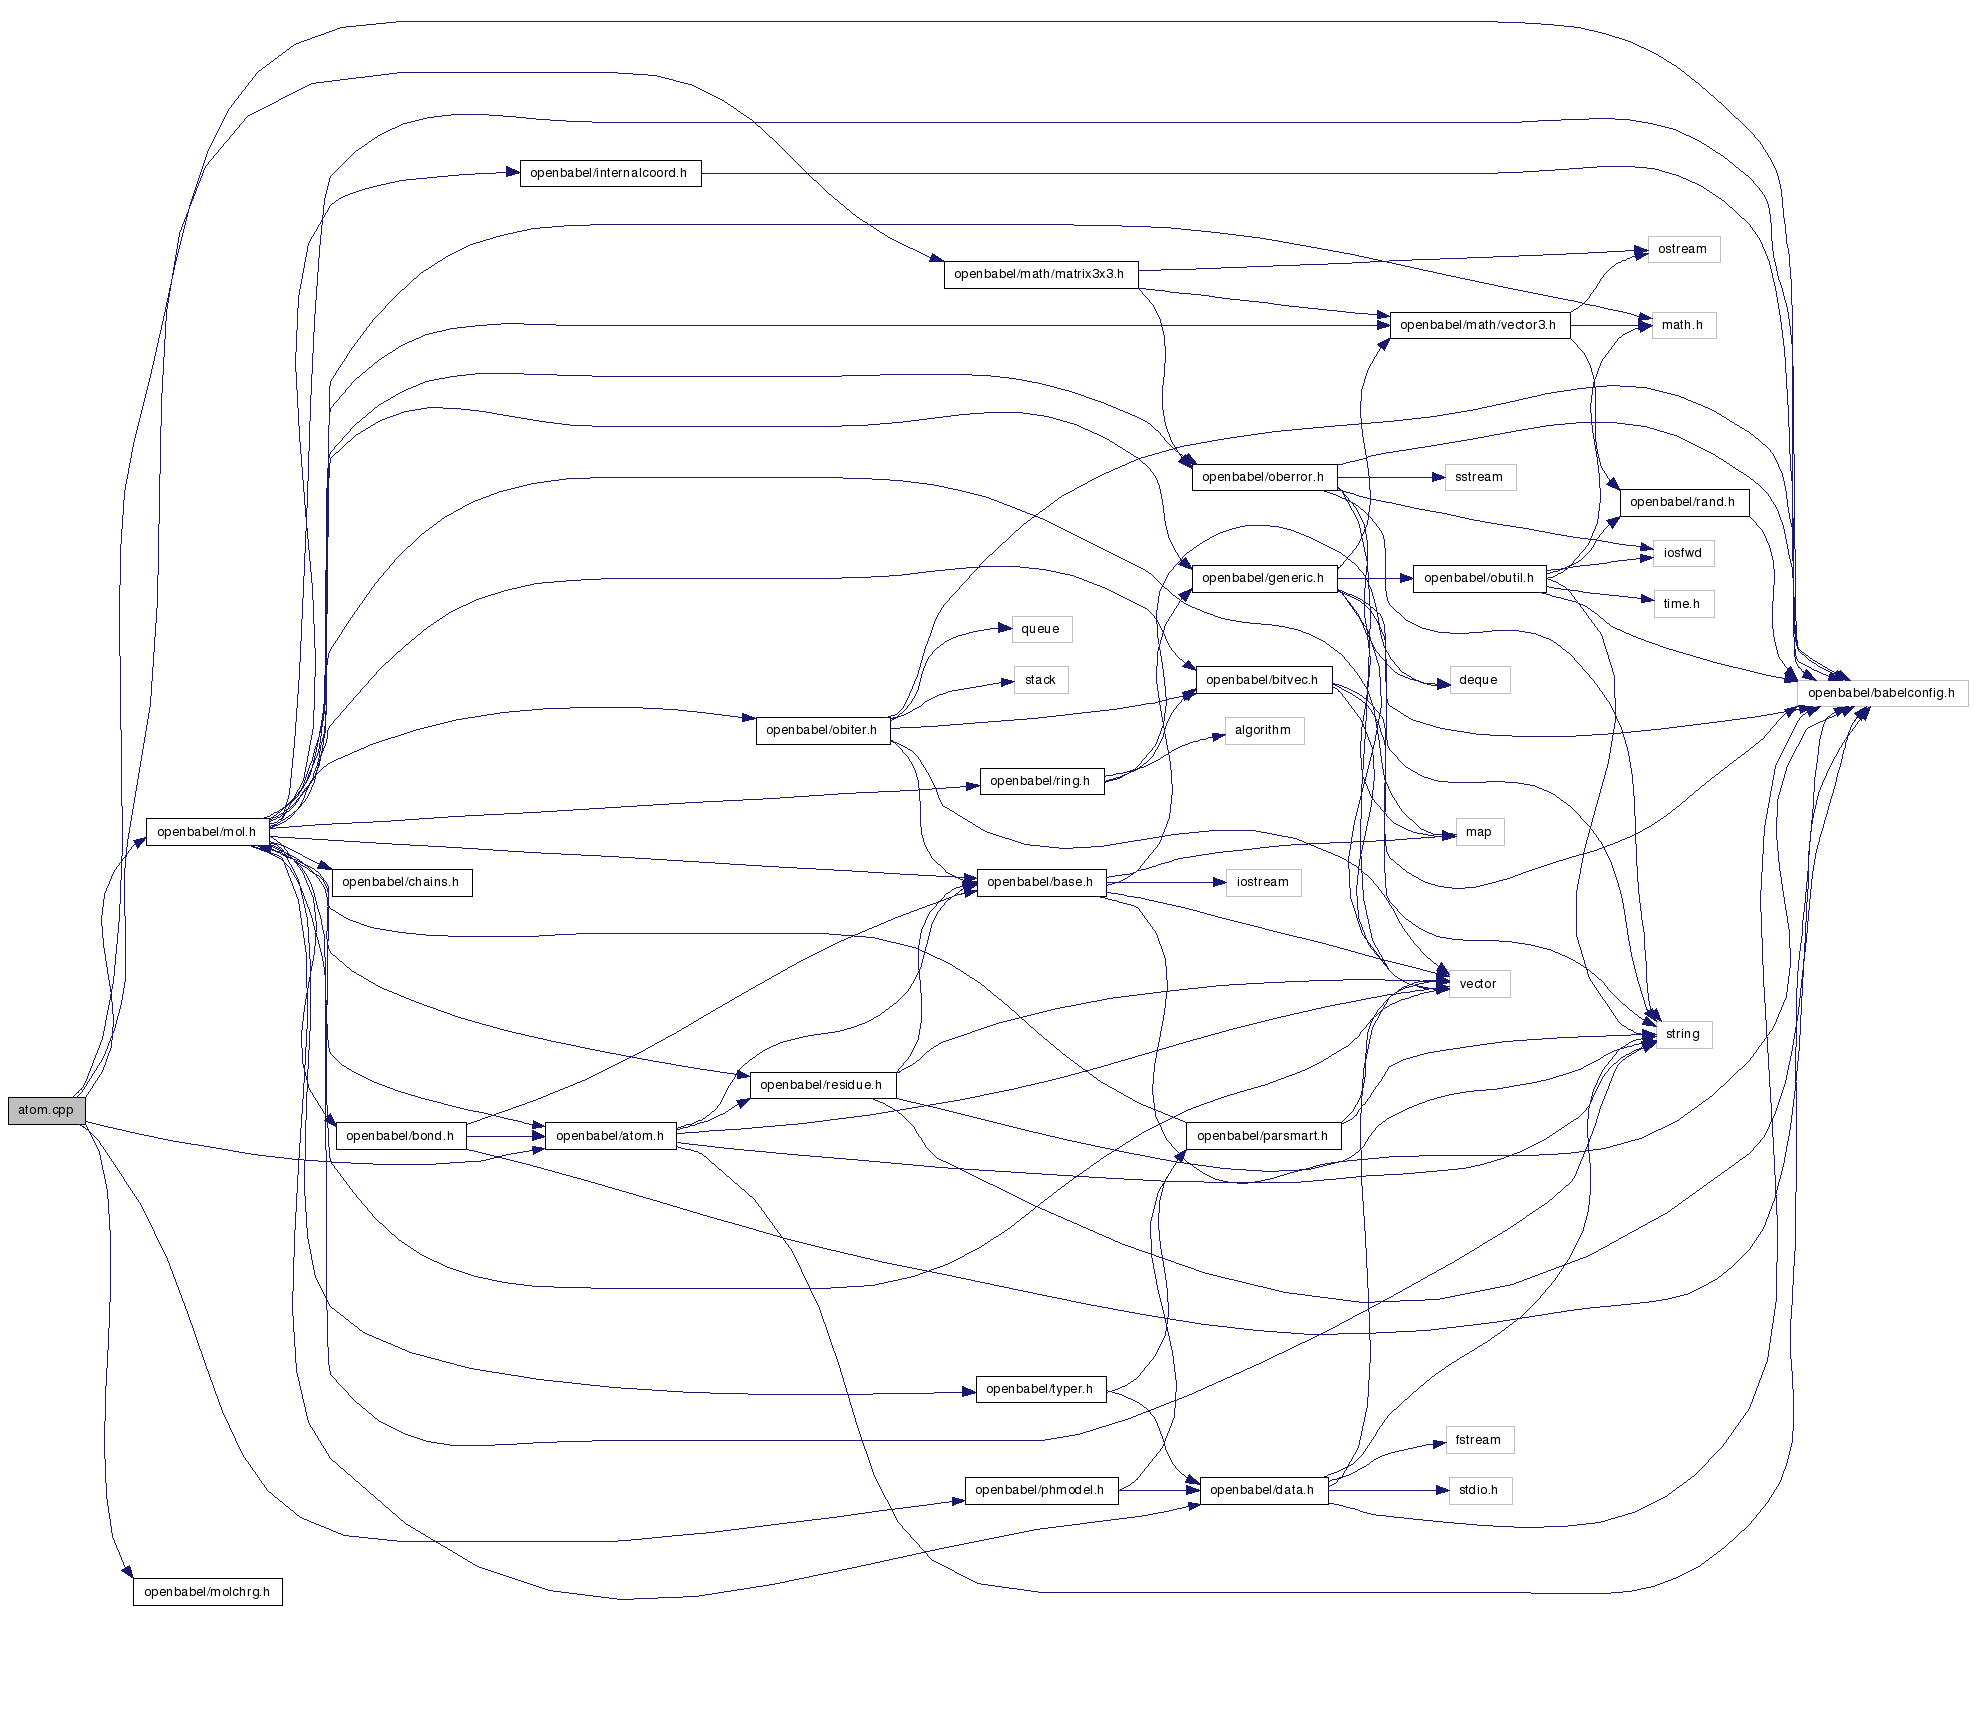 openbabel/internalcoord.h
ostream
openbabel/math/matrix3x3.h
openbabel/math/vector3.h
math.h
openbabel/oberror.h
sstream
openbabel/rand.h
iosfwd
openbabel/generic.h
openbabel/obutil.h
time.h
queue
openbabel/bitvec.h
stack
deque
openbabel/babelconfig.h
openbabel/obiter.h
algorithm
openbabel/ring.h
openbabel/mol.h
map
openbabel/chains.h
openbabel/base.h
iostream
vector
string
openbabel/residue.h
atom.cpp
openbabel/bond.h
openbabel/atom.h
openbabel/parsmart.h
openbabel/typer.h
fstream
openbabel/phmodel.h
openbabel/data.h
stdio.h
openbabel/molchrg.h